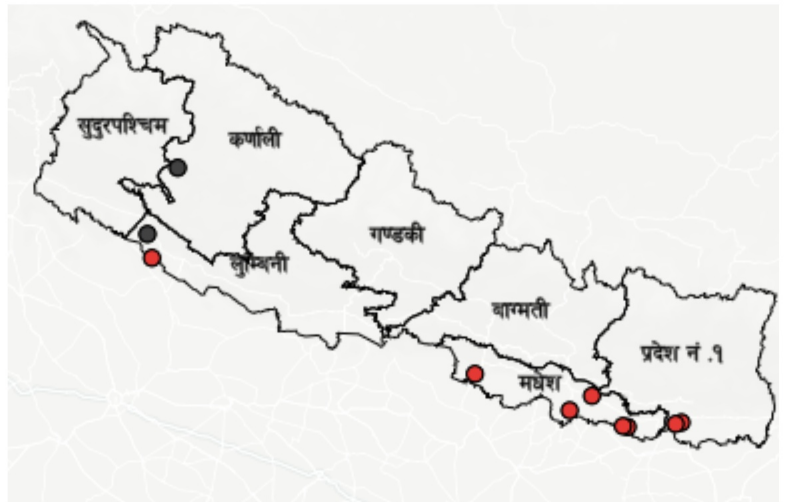 सुदुरपश्चिम
कर्णाली
गण्डकी
लुम्बिनी
बाग्मती
प्रदेश नं .१
मधेश